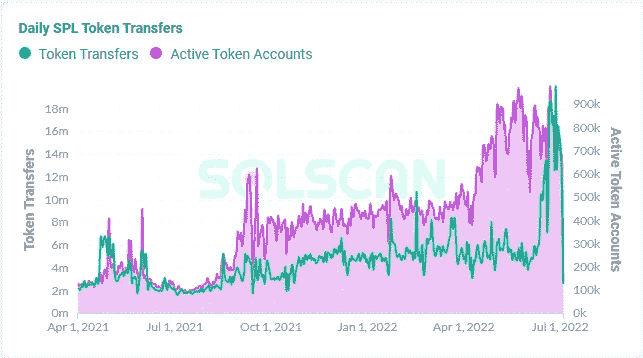 Daily SPL Token Transfers
Token Transfers Active Token Accounts
SOLSCAN
18m
16m
14m
12m
10m
8m
6m
4m
2m
0m
Token Transfers
900k
800k
700k
600k
500k
400k
300k
200k
100k
0k
Active Token Accounts
Apr 1, 2021 Jul 1, 2021 Oct 1, 2021 Jan 1, 2022 Apr 1, 2022 Jul 1, 2022